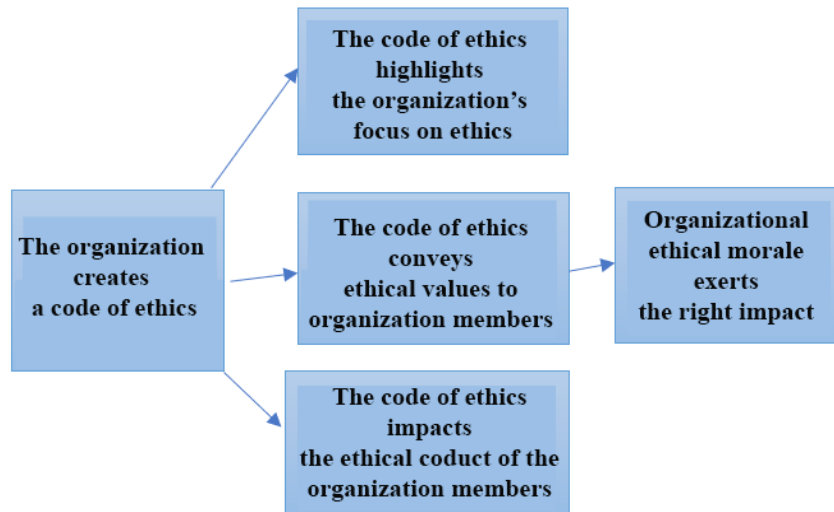 The code of ethics
highlights
the organization's
focus on ethics
The organization
creates
a code of ethics
The code of ethics
conveys
ethical values to
organization members
Organizational
ethical morale
exerts
the right impact
The code of ethics
impacts
the ethical coduct of the
organization members